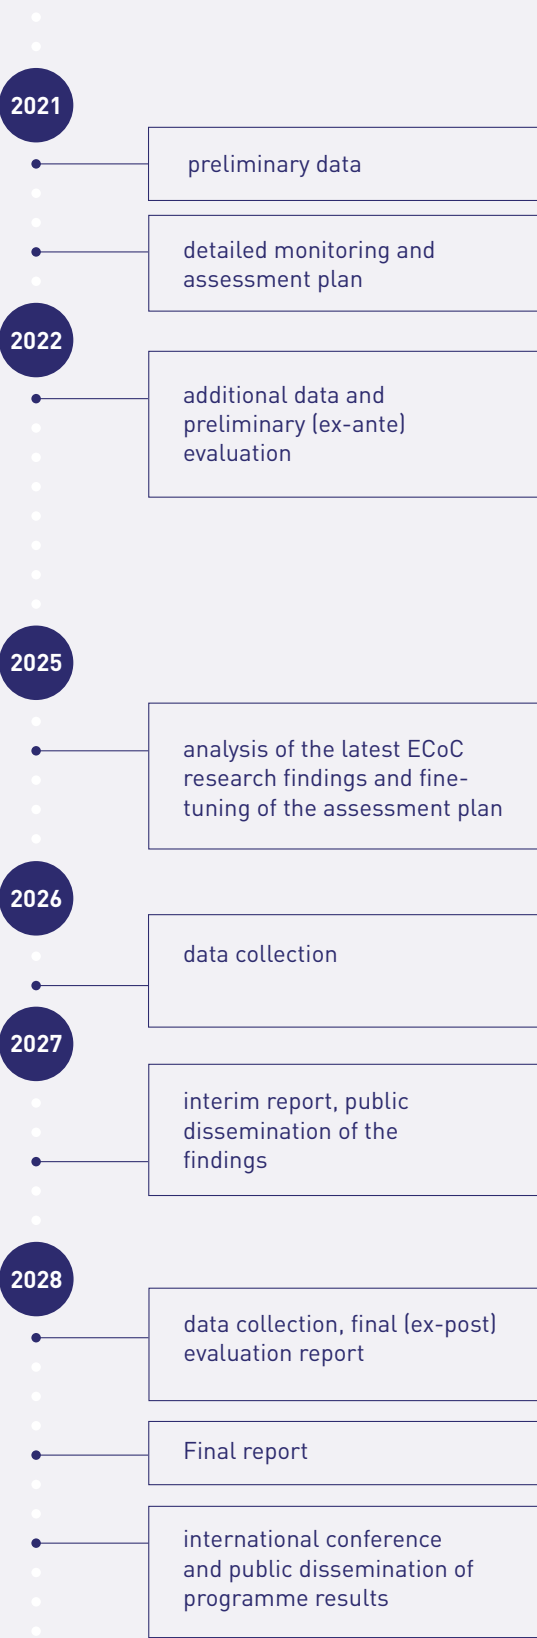 2021
preliminary data
detailed monitoring and
assessment plan
2022
additional data and
preliminary (ex-ante)
evaluation
2025
analysis of the latest ECoC
research findings and fine-
tuning of the assessment plan
2026
data collection
2027
interim report, public
dissemination of the
findings
2028
data collection, final (ex-post)
evaluation report
Final report
international conference
and public dissemination of
programme results